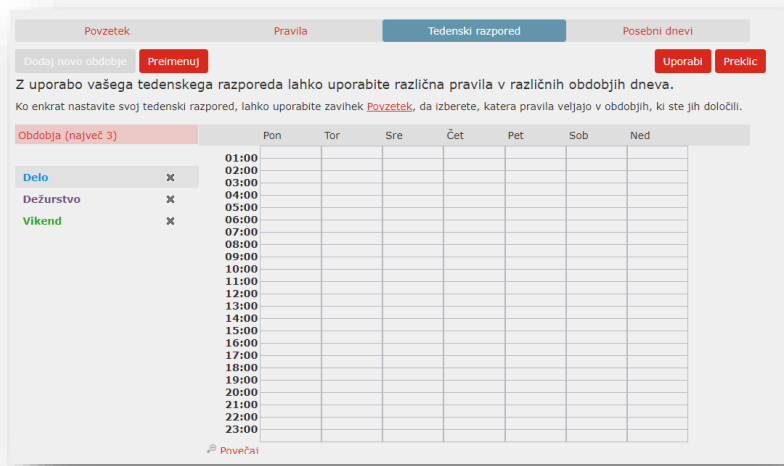 Povzetek Pravila Tedenski razpored Posebni dnevi
Dodaj novo obdobje Preimenuj Uporabi Preklic
Z uporabo vašega tedenskega razporeda lahko uporabite različna pravila v različnih obdobjih dneva.
Ko enkrat nastavite svoj tedenski razpored, lahko uporabite zavihek Povzetek, da izberete, katera pravila veljajo v obdobjih, ki ste jih določili.
Obdobja (največ 3) Pon Tor Sre Čet Pet Sob Ned
Delo
Dežurstvo
Vikend
01:00
02:00
03:00
04:00
05:00
06:00
07:00
08:00
09:00
10:00
11:00
12:00
13:00
14:00
15:00
16:00
17:00
18:00
19:00
20:00
21:00
22:00
23:00
Povečaj